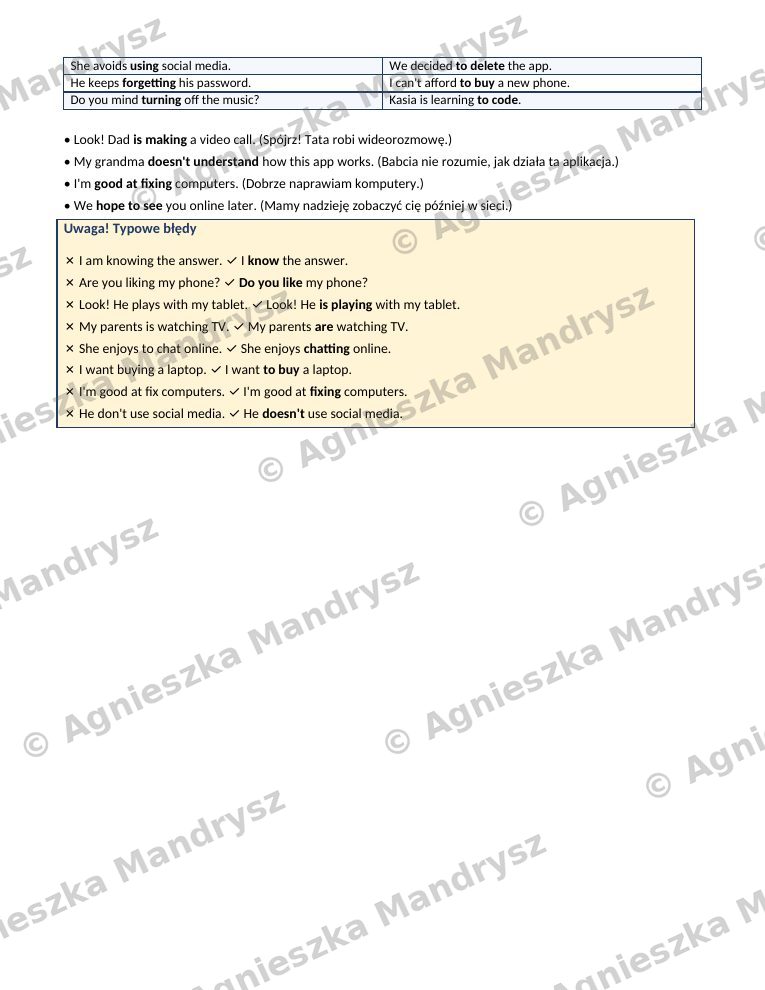 She avoids using social media. We decided to delete the app.
He keeps forgetting his password. I can't afford to buy a new phone.
Do you mind turning off the music? Kasia is learning to code.
• Look! Dad is making a video call. (Spójrz! Tata robi wideorozmowę.)
• My grandma doesn't understand how this app works. (Babcia nie rozumie, jak działa ta aplikacja.)
• I'm good at fixing computers. (Dobrze naprawiam komputery.)
• We hope to see you online later. (Mamy nadzieję zobaczyć cię później w sieci.)
Uwaga! Typowe błędy
✕ I am knowing the answer. ✓ I know the answer.
✕ Are you liking my phone? ✓ Do you like my phone?
✕ Look! He plays with my tablet. ✓ Look! He is playing with my tablet.
✕ My parents is watching TV. ✓ My parents are watching TV.
✕ She enjoys to chat online. ✓ She enjoys chatting online.
✕ I want buying a laptop. ✓ I want to buy a laptop.
✕ I'm good at fix computers. ✓ I'm good at fixing computers.
✕ He don't use social media. ✓ He doesn't use social media.
© Agnieszka Mandrysz